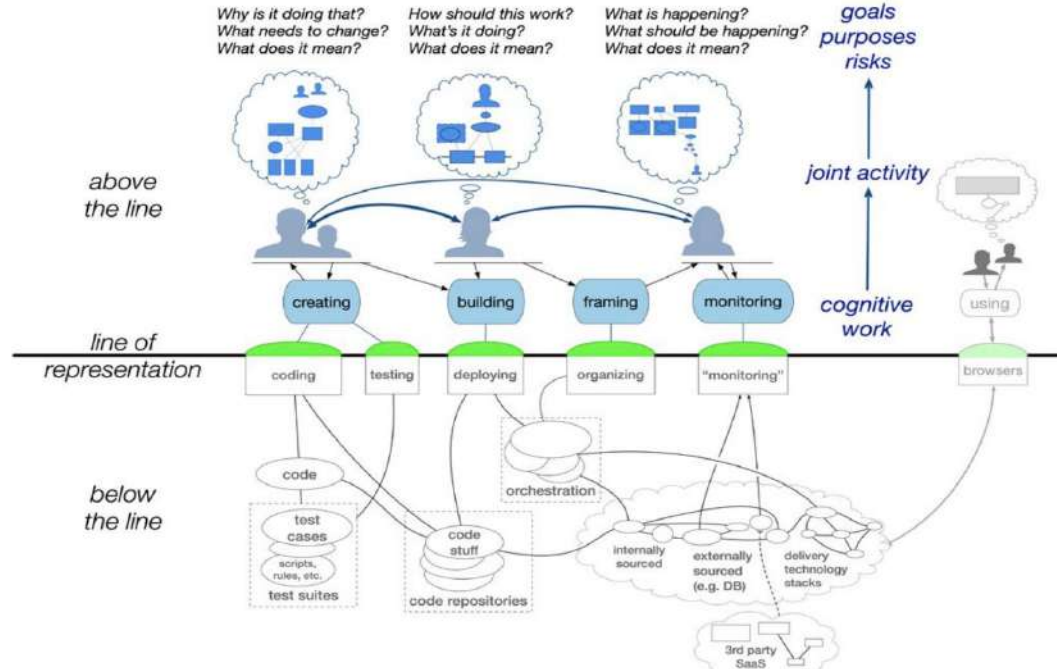 Why is it doing that?
What needs to change?
What does it mean?
How should this work?
What's it doing?
What does it mean?
What is happening?
What should be happening?
What does it mean?
goals
purposes
risks
above
the line
joint activity
creating
building
framing
monitoring
cognitive
work
using
line of
representation
coding
testing
deploying
organizing
"monitoring"
browsers
below
the line
code
test
cases
scripts,
rules, etc.
test suites
code
stuff
code repositories
orchestration
internally
sourced
externally
sourced
(e.g. DB)
delivery
technology
stacks
3rd party
SaaS